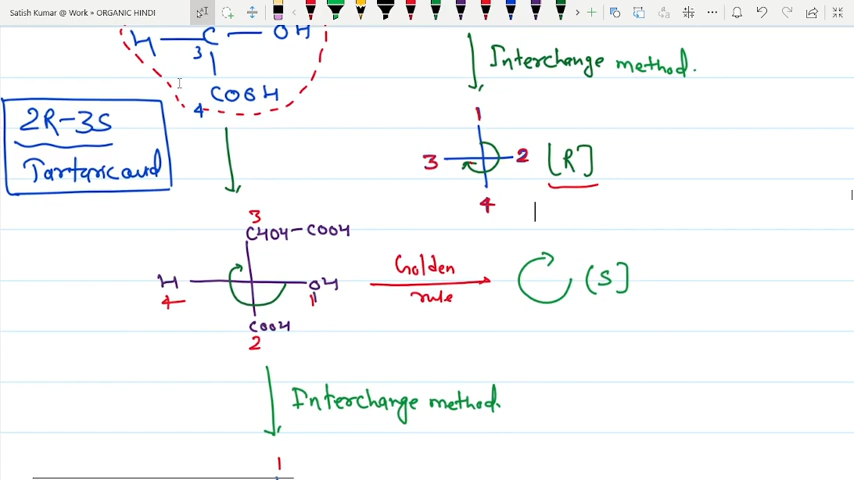 Satish Kumar @ Work » ORGANIC HINDI
H — C — OH
3
COOH
4
2R-3S
Tartaric acid
Interchange method.
1
3 2 [R]
4
3
CHOH-COOH
H OH
4 1
COOH
2
Golden
rule
(S]
Interchange method.
1